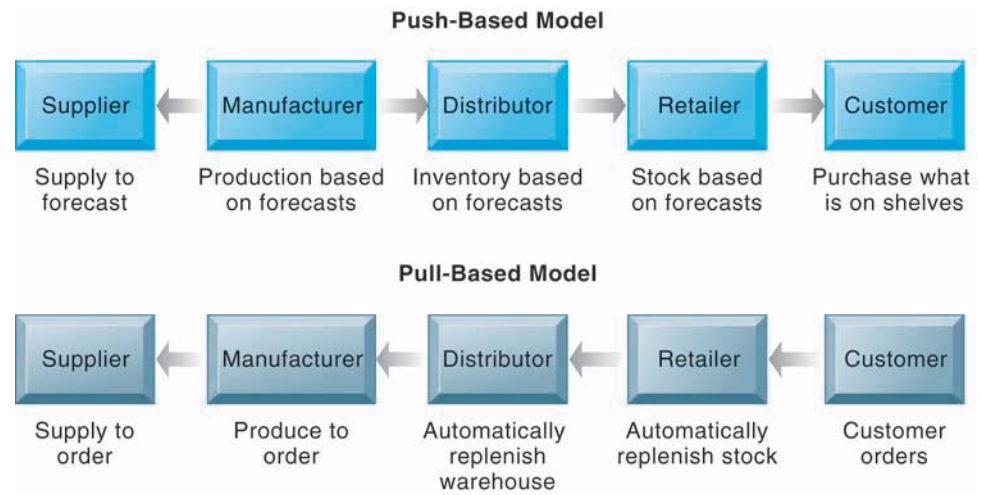 Push-Based Model
Supplier Manufacturer Distributor Retailer Customer
Supply to Production based Inventory based Stock based Purchase what
forecast on forecasts on forecasts on forecasts is on shelves
Pull-Based Model
Supplier Manufacturer Distributor Retailer Customer
Supply to Produce to Automatically Automatically Customer
order order replenish replenish stock orders
warehouse